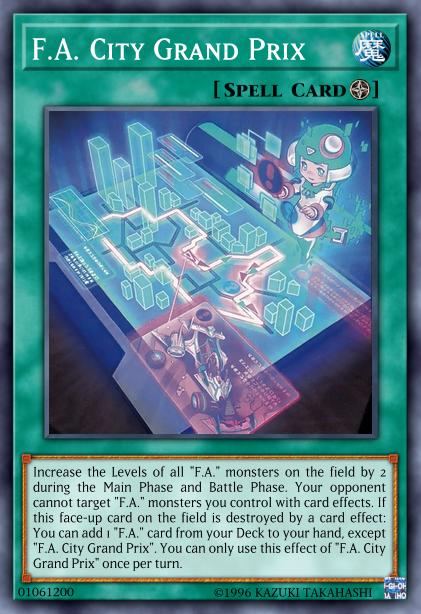 F.A. City Grand Prix
SPELL
魔
[Spell Card]
Increase the Levels of all "F.A." monsters on the field by 2
during the Main Phase and Battle Phase. Your opponent
cannot target "F.A." monsters you control with card effects. If
this face-up card on the field is destroyed by a card effect:
You can add 1 "F.A." card from your Deck to your hand, except
"F.A. City Grand Prix". You can only use this effect of "F.A. City
Grand Prix" once per turn.
01061200
©1996 KAZUKI TAKAHASHI